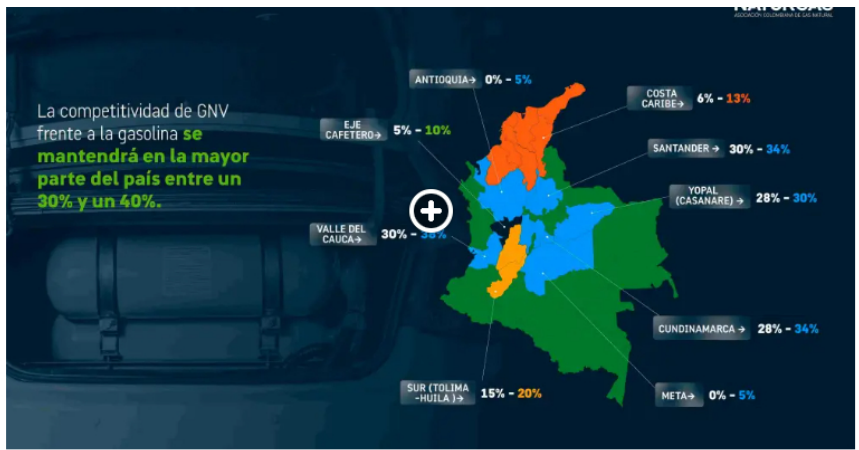 ASOCIACIÓN COLOMBIANA DE GAS NATURAL
La competitividad de GNV
frente a la gasolina se
mantendrá en la mayor
parte del país entre un
30% y un 40%.
ANTIOQUIA→ 0% - 5%
COSTA
CARIBE→ 6% - 13%
EJE
CAFETERO→ 5% - 10%
SANTANDER → 30% - 34%
YOPAL
(CASANARE) → 28% - 30%
VALLE DEL
CAUCA→ 30% -
CUNDINAMARCA → 28% - 34%
SUR (TOLIMA
-HUILA )→ 15% - 20%
META→ 0% - 5%